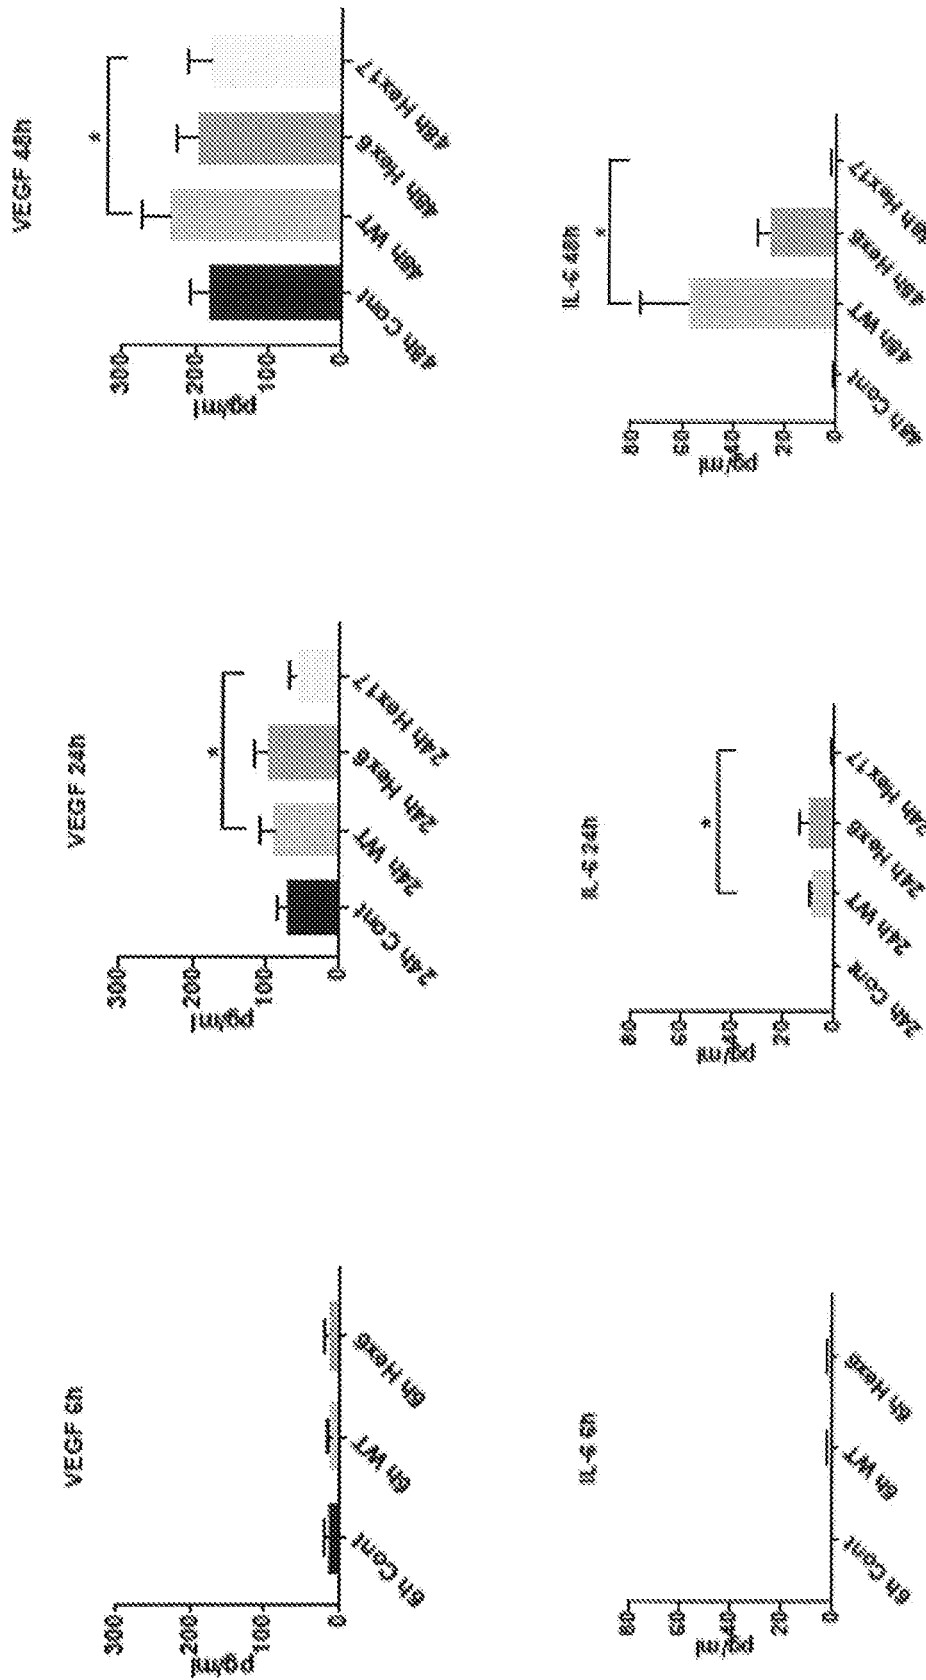 VEGF 6h
300
200
100
0
pg/ml
6h Cont
6h WT
6h Hex6
VEGF 24h
300
200
100
0
pg/ml
24h Cont
24h WT
24h Hex6
24h Hex17
*
VEGF 48h
300
200
100
0
pg/ml
48h Cont
48h WT
48h Hex6
48h Hex17
*
IL-6 6h
80
60
40
20
0
pg/ml
6h Cont
6h WT
6h Hex6
IL-6 24h
80
60
40
20
0
pg/ml
24h Cont
24h WT
24h Hex6
24h Hex17
*
IL-6 48h
80
60
40
20
0
pg/ml
48h Cont
48h WT
48h Hex6
48h Hex17
*